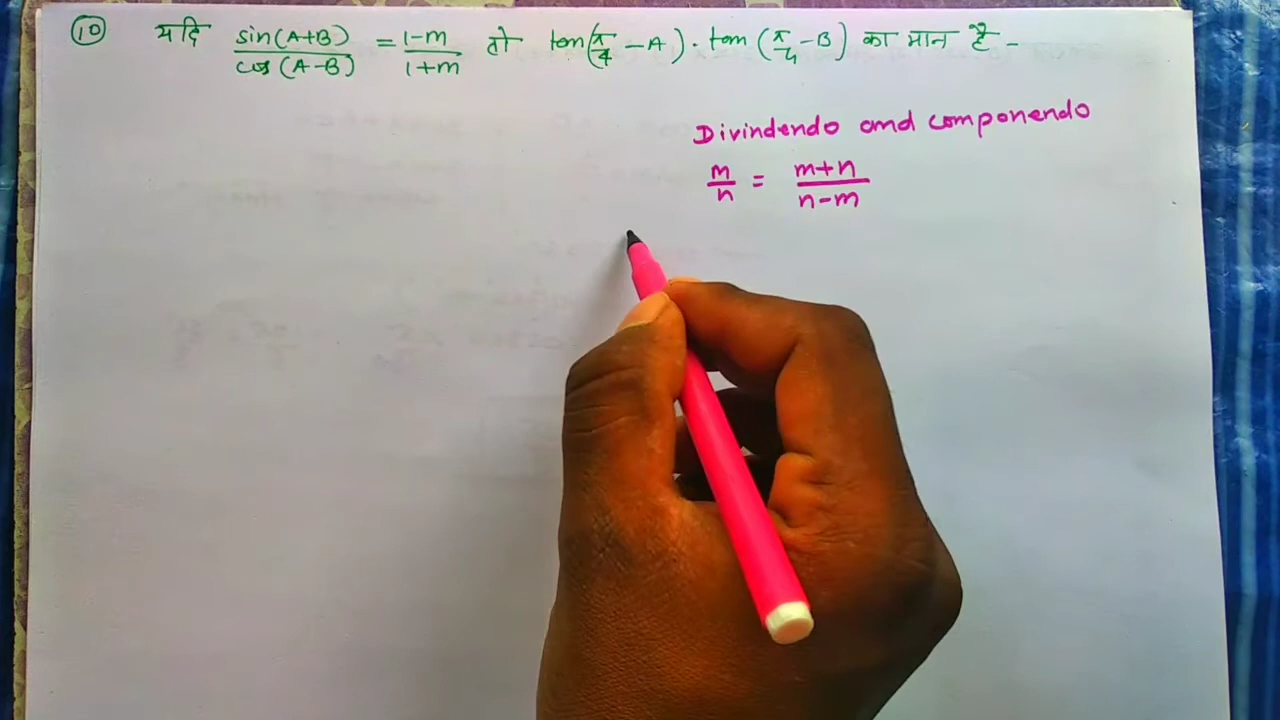 ⑩ यदि sin(A+B)/cos(A-B) = 1-m/1+m तो tan(π/4 - A) . tan(π/4 - B) का मान है -
Divindendo and componendo
m/n = m+n/n-m